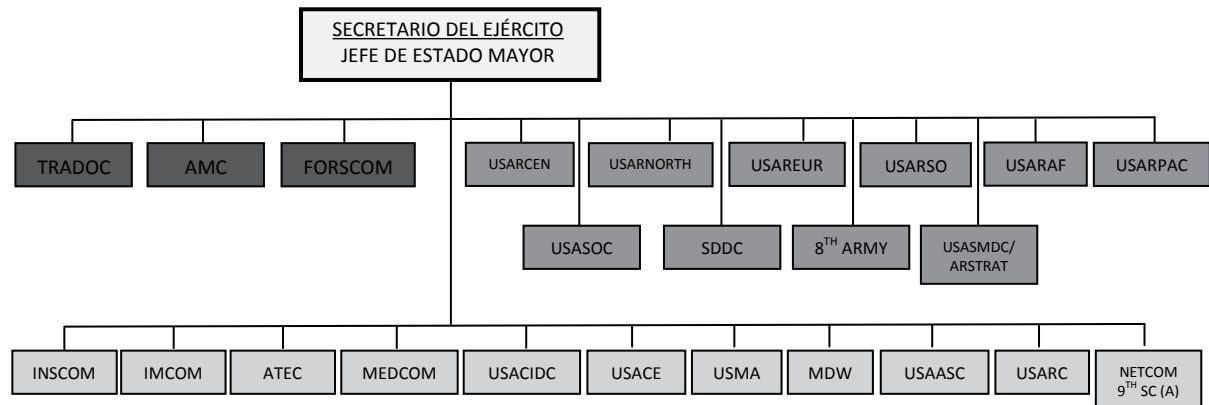 SECRETARIO DEL EJÉRCITO
JEFE DE ESTADO MAYOR
TRADOC
AMC
FORSCOM
USARCEN
USARNORTH
USAREUR
USARSO
USARAF
USARPAC
USASOC
SDDC
8TH ARMY
USASMDC/
ARSTRAT
INSCOM
IMCOM
ATEC
MEDCOM
USACIDC
USACE
USMA
MDW
USAASC
USARC
NETCOM
9TH SC (A)